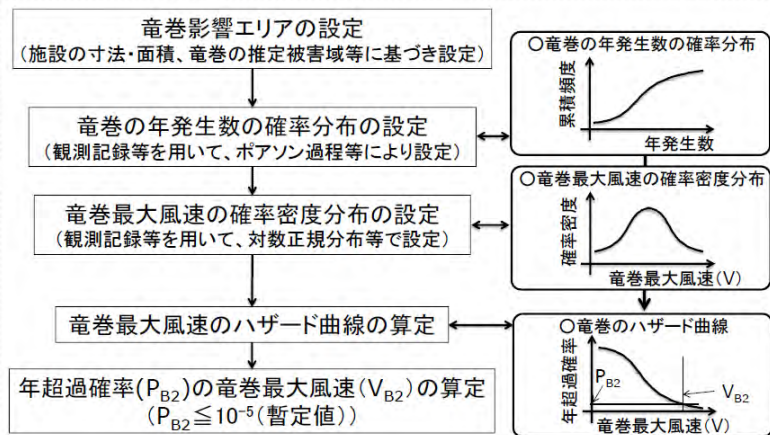 竜巻影響エリアの設定
（施設の寸法・面積、竜巻の推定被害域等に基づき設定）
竜巻の年発生数の確率分布の設定
（観測記録等を用いて、ポアソン過程等により設定）
竜巻最大風速の確率密度分布の設定
（観測記録等を用いて、対数正規分布等で設定）
竜巻最大風速のハザード曲線の算定
年超過確率(PB2)の竜巻最大風速(VB2)の算定
（PB2≦10-5(暫定値)）
○竜巻の年発生数の確率分布
累積頻度
年発生数
○竜巻最大風速の確率密度分布
確率密度
竜巻最大風速(V)
○竜巻のハザード曲線
年超過確率
PB2
VB2
竜巻最大風速(V)